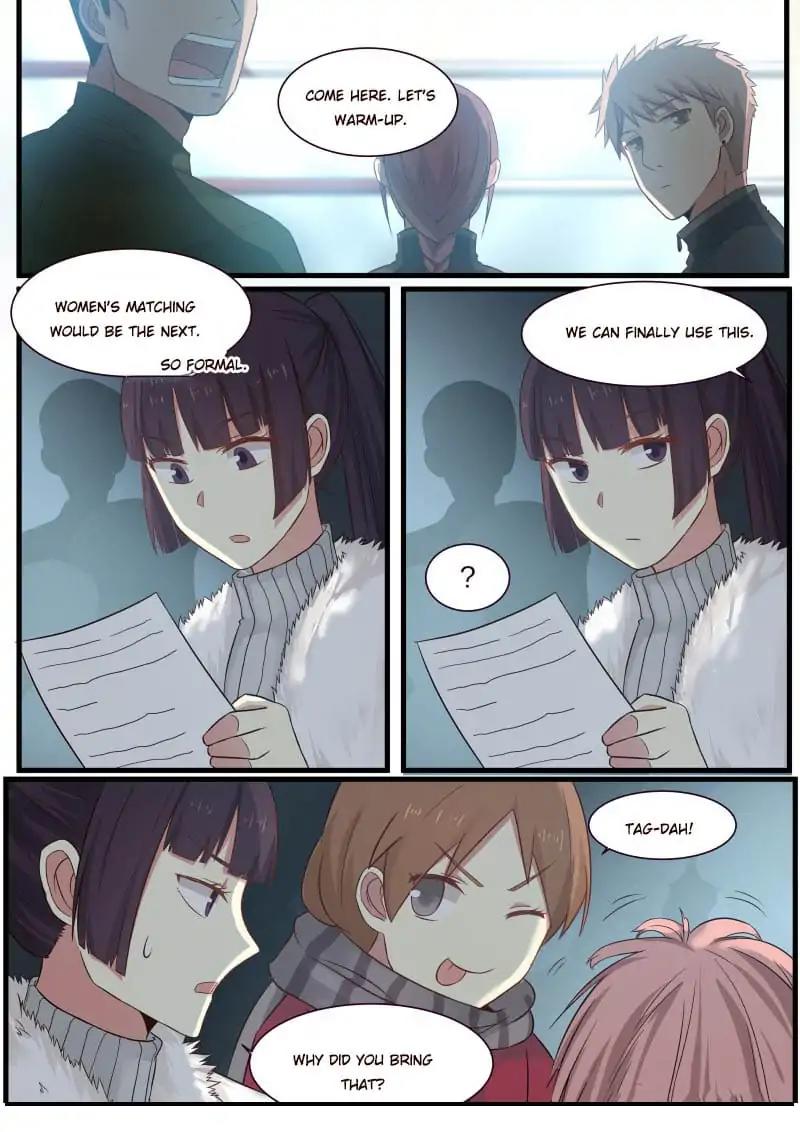 COME HERE. LET'S
WARM-UP.
WOMEN'S MATCHING
WOULD BE THE NEXT.
SO FORMAL.
WE CAN FINALLY USE THIS.
?
TAG-DAH!
WHY DID YOU BRING
THAT?